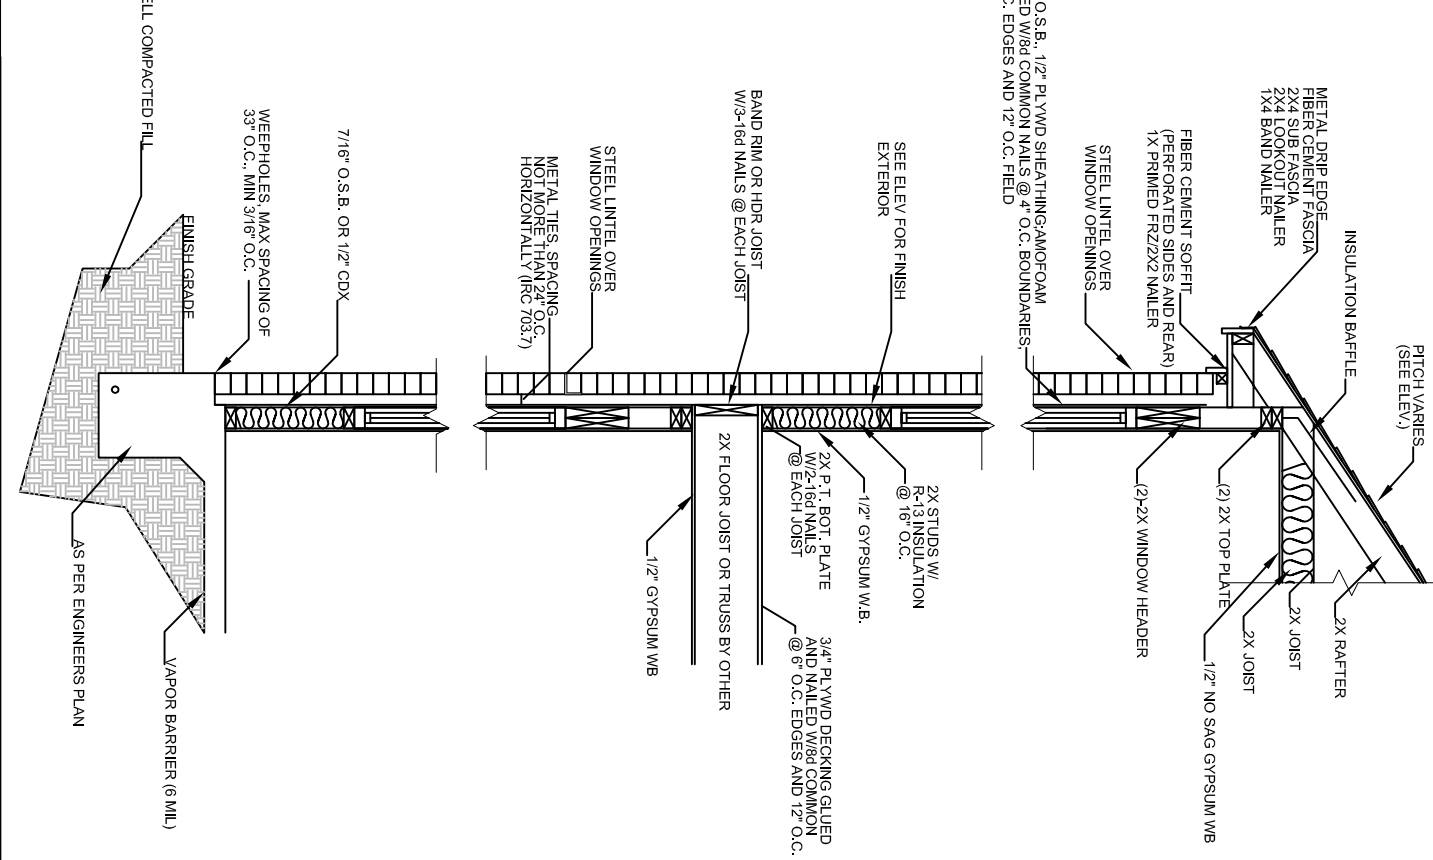 PITCH VARIES
(SEE ELEV.)
INSULATION BAFFLE
METAL DRIP EDGE
FIBER CEMENT FASCIA
2X4 SUB FASCIA
2X4 LOOKOUT NAILER
1X4 BAND NAILER
FIBER CEMENT SOFFIT
(PERFORATED SIDES AND REAR)
1X PRIMED FRZ/2X2 NAILER
STEEL LINTEL OVER
WINDOW OPENINGS
O.S.B., 1/2" PLYWD SHEATHING;AMOFOAM
ED W/8d COMMON NAILS @ 4" O.C. BOUNDARIES,
C. EDGES AND 12" O.C. FIELD
2X RAFTER
2X JOIST
2X JOIST
1/2" NO SAG GYPSUM WB
(2) 2X TOP PLATE
(2)-2X WINDOW HEADER
SEE ELEV FOR FINISH
EXTERIOR
BAND RIM OR HDR JOIST
W/3-16d NAILS @ EACH JOIST
STEEL LINTEL OVER
WINDOW OPENINGS
METAL TIES, SPACING
NOT MORE THAN 24" O.C.
HORIZONTALLY (IRC 703.7)
2X STUDS W/
R-13 INSULATION
@ 16" O.C.
1/2" GYPSUM W.B.
2X P.T. BOT. PLATE
W/2-16d NAILS
@ EACH JOIST
3/4" PLYWD DECKING GLUED
AND NAILED W/8d COMMON
@ 6" O.C. EDGES AND 12" O.C.
2X FLOOR JOIST OR TRUSS BY OTHER
1/2" GYPSUM WB
7/16" O.S.B. OR 1/2" CDX
WEEPHOLES, MAX SPACING OF
33" O.C., MIN 3/16" O.C.
FINISH GRADE
ELL COMPACTED FILL
VAPOR BARRIER (6 MIL)
AS PER ENGINEERS PLAN